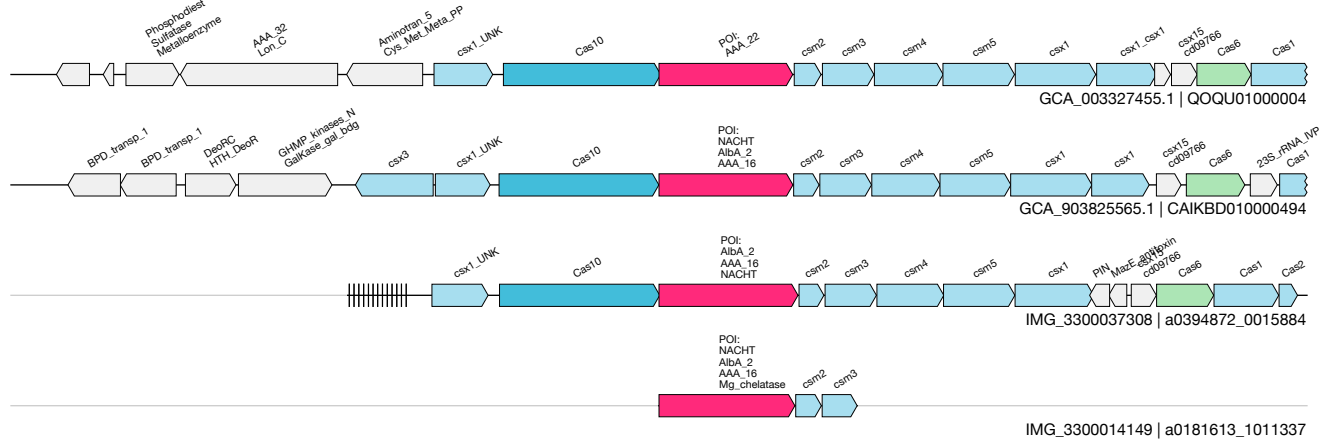 Phosphodiest
Sulfatase
Metalloenzyme
AAA_32
Lon_C
Aminotran_5
Cys_Met_Meta_PP
csx1_UNK
Cas10
POI:
AAA_22
csm2
csm3
csm4
csm5
csx1
csx1_csx1
csx15
cd09766
Cas6
Cas1
GCA_003327455.1 | QOQU01000004
BPD_transp_1
BPD_transp_1
DeoRC
HTH_DeoR
GHMP_kinases_N
GalKase_gal_bdg
csx3
csx1_UNK
Cas10
POI:
NACHT
AlbA_2
AAA_16
csm2
csm3
csm4
csm5
csx1
csx1
csx15
cd09766
Cas6
23S_rRNA_IVP
Cas1
GCA_903825565.1 | CAIKBD010000494
csx1_UNK
Cas10
POI:
AlbA_2
AAA_16
NACHT
csm2
csm3
csm4
csm5
csx1
PIN
MazE_antitoxin
csx15
cd09766
Cas6
Cas1
Cas2
IMG_3300037308 | a0394872_0015884
POI:
NACHT
AlbA_2
AAA_16
Mg_chelatase
csm2
csm3
IMG_3300014149 | a0181613_1011337